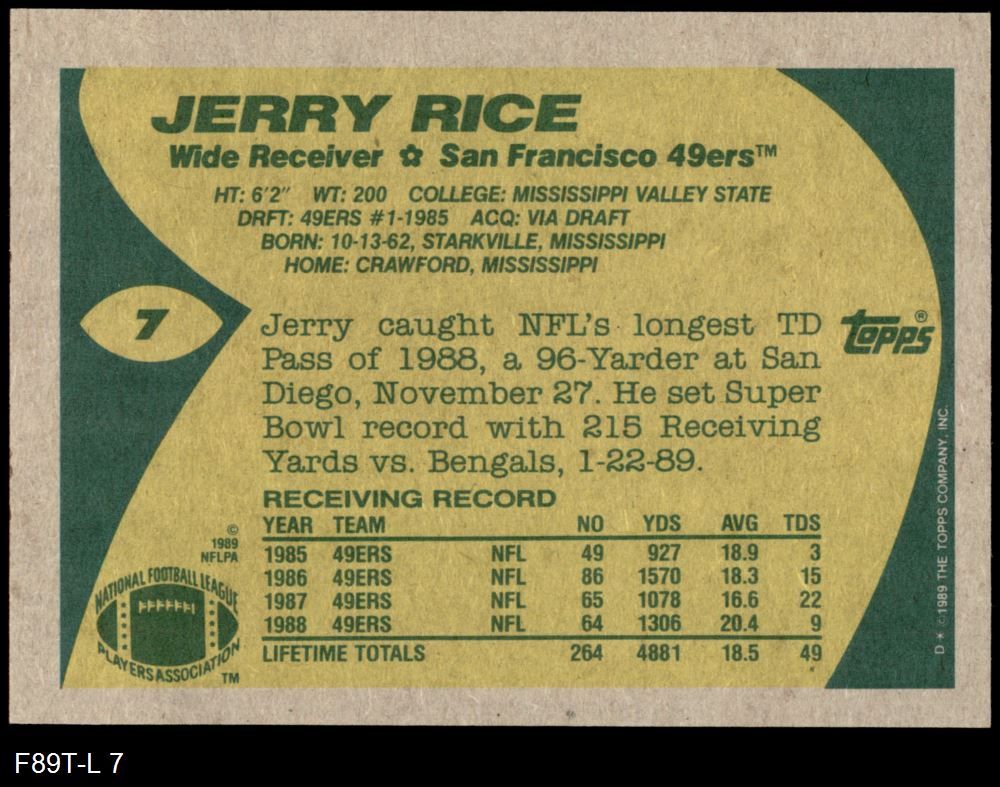 JERRY RICE
Wide Receiver ✿ San Francisco 49ers™
HT: 6'2" WT: 200 COLLEGE: MISSISSIPPI VALLEY STATE
DRFT: 49ERS #1-1985 ACQ: VIA DRAFT
BORN: 10-13-62, STARKVILLE, MISSISSIPPI
HOME: CRAWFORD, MISSISSIPPI
7
Jerry caught NFL's longest TD
Pass of 1988, a 96-Yarder at San
Diego, November 27. He set Super
Bowl record with 215 Receiving
Yards vs. Bengals, 1-22-89.
topps®
RECEIVING RECORD
YEAR TEAM NO YDS AVG TDS
1985 49ERS NFL 49 927 18.9 3
1986 49ERS NFL 86 1570 18.3 15
1987 49ERS NFL 65 1078 16.6 22
1988 49ERS NFL 64 1306 20.4 9
LIFETIME TOTALS 264 4881 18.5 49
©
1989
NFLPA
NATIONAL FOOTBALL LEAGUE
PLAYERS ASSOCIATION
TM
D* ©1989 THE TOPPS COMPANY, INC.
F89T-L 7